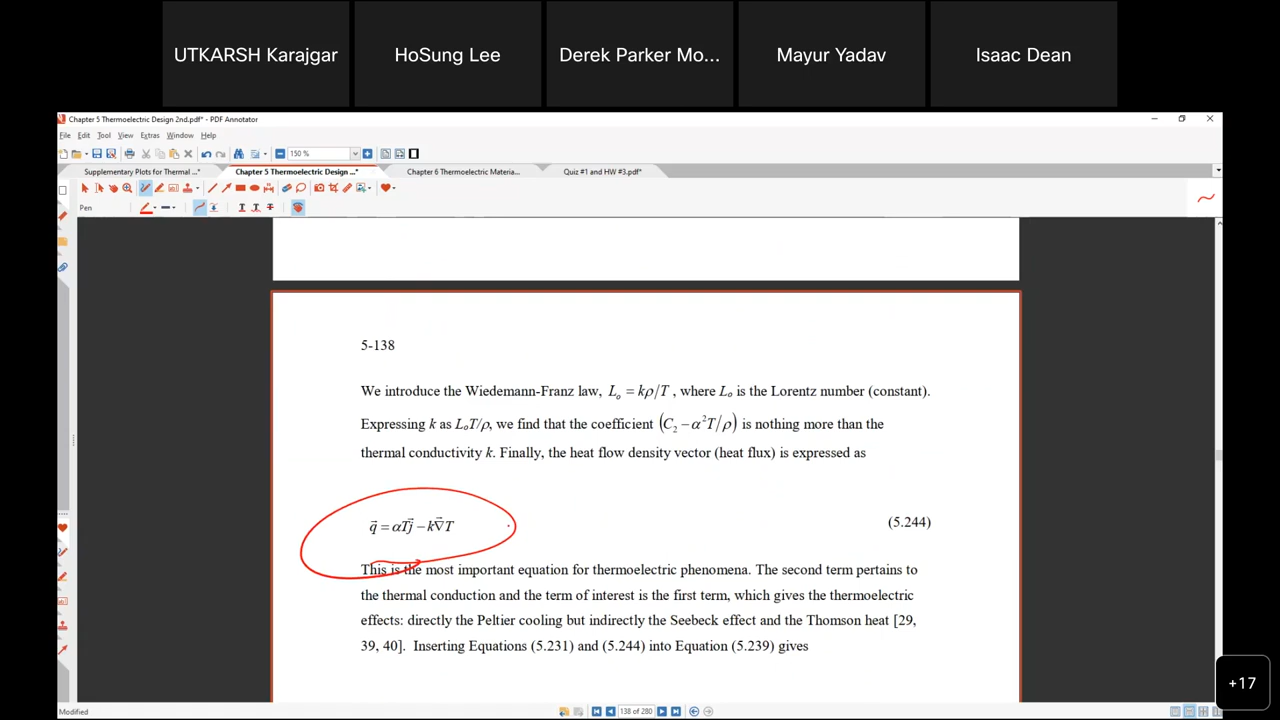 UTKARSH Karajgar
HoSung Lee
Derek Parker Mo...
Mayur Yadav
Isaac Dean
Chapter 5 Thermoelectric Design 2nd.pdf* - PDF Annotator
File Edit Tool View Extras Window Help
150 %
Supplementary Plots for Thermal ...*
Chapter 5 Thermoelectric Design ...*
Chapter 6 Thermoelectric Materia...
Quiz #1 and HW #3.pdf*
Pen
5-138
We introduce the Wiedemann-Franz law, Lₒ = kρ/T , where Lₒ is the Lorentz number (constant).
Expressing k as LₒT/ρ, we find that the coefficient (C₂ − α²T/ρ) is nothing more than the
thermal conductivity k. Finally, the heat flow density vector (heat flux) is expressed as
q⃗ = αTj⃗ − k∇⃗T (5.244)
This is the most important equation for thermoelectric phenomena. The second term pertains to
the thermal conduction and the term of interest is the first term, which gives the thermoelectric
effects: directly the Peltier cooling but indirectly the Seebeck effect and the Thomson heat [29,
39, 40]. Inserting Equations (5.231) and (5.244) into Equation (5.239) gives
+17
Modified
138 of 280